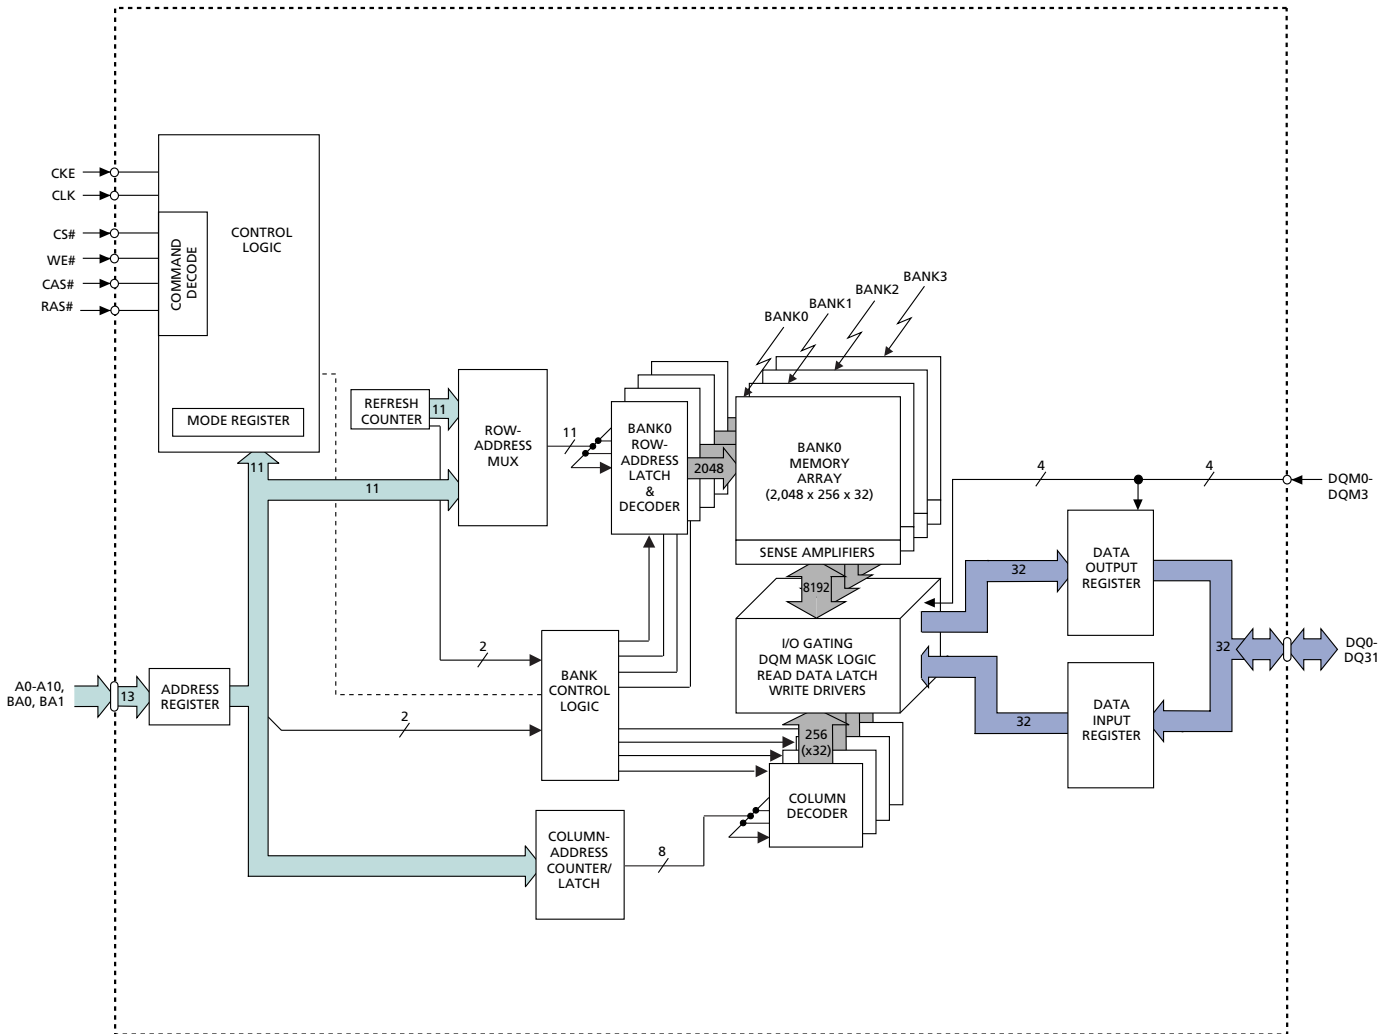 CKE
CLK
CS#
WE#
CAS#
RAS#
COMMAND
DECODE
CONTROL
LOGIC
MODE REGISTER
11
REFRESH
COUNTER
11
11
ROW-
ADDRESS
MUX
11
BANK0
ROW-
ADDRESS
LATCH
&
DECODER
2048
BANK0
BANK1
BANK2
BANK3
BANK0
MEMORY
ARRAY
(2,048 x 256 x 32)
SENSE AMPLIFIERS
8192
I/O GATING
DQM MASK LOGIC
READ DATA LATCH
WRITE DRIVERS
256
(x32)
COLUMN
DECODER
4
4
DQM0-
DQM3
DATA
OUTPUT
REGISTER
32
32
DQ0-
DQ31
DATA
INPUT
REGISTER
32
2
BANK
CONTROL
LOGIC
2
A0-A10,
BA0, BA1
13
ADDRESS
REGISTER
COLUMN-
ADDRESS
COUNTER/
LATCH
8